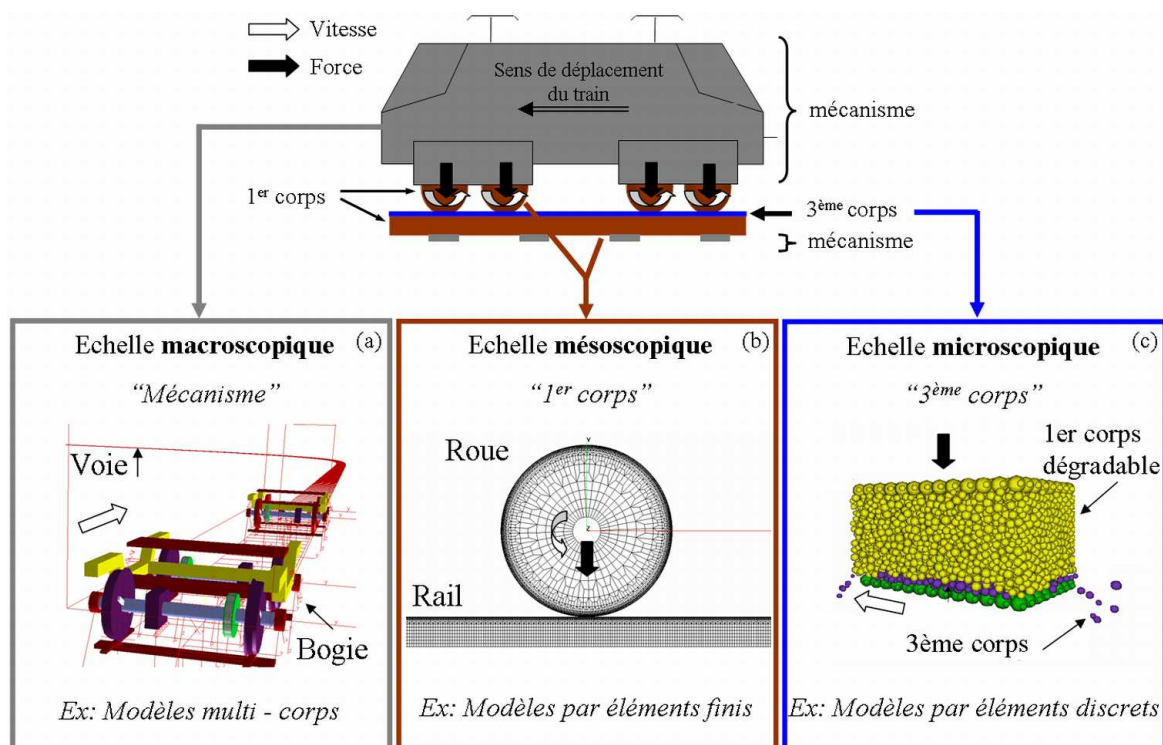 Vitesse
Force
Sens de déplacement
du train
mécanisme
1er corps
3ème corps
mécanisme
Echelle macroscopique (a)
“Mécanisme”
Voie
Bogie
Ex: Modèles multi - corps
Echelle mésoscopique (b)
“1er corps”
Roue
Y
z
Rail
Ex: Modèles par éléments finis
Echelle microscopique (c)
“3ème corps”
1er corps
dégradable
3ème corps
Ex: Modèles par éléments discrets